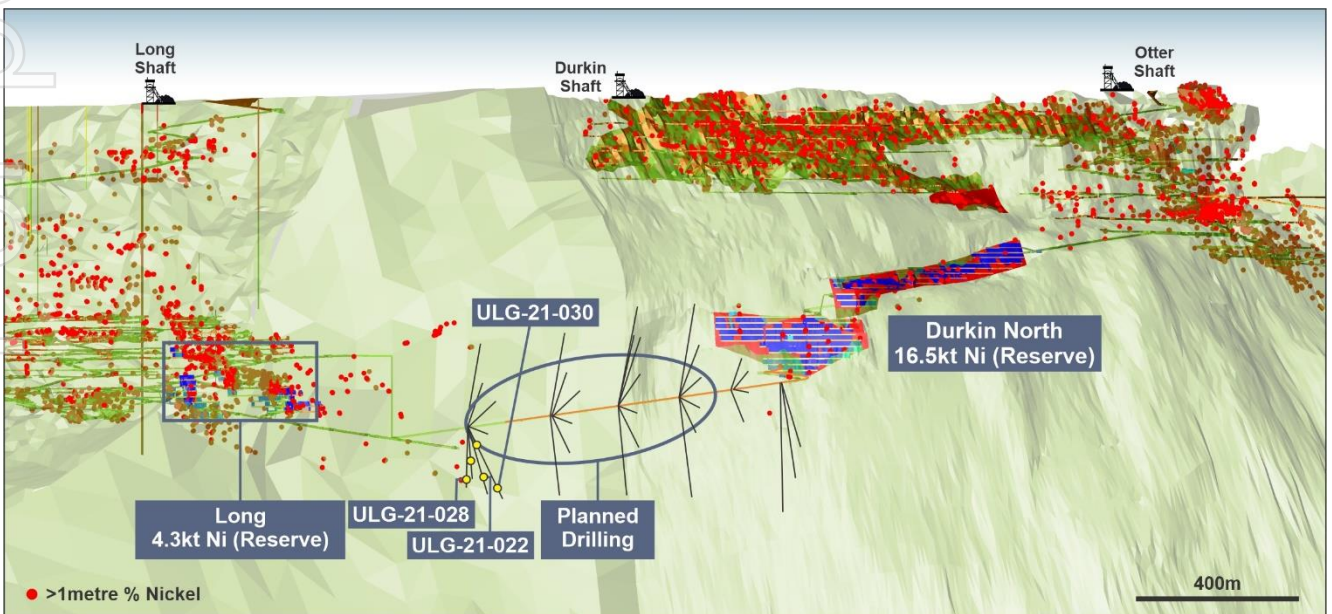 Long
Shaft
Durkin
Shaft
Otter
Shaft
ULG-21-030
Durkin North
16.5kt Ni (Reserve)
Long
4.3kt Ni (Reserve)
ULG-21-028
ULG-21-022
Planned
Drilling
>1metre % Nickel
400m